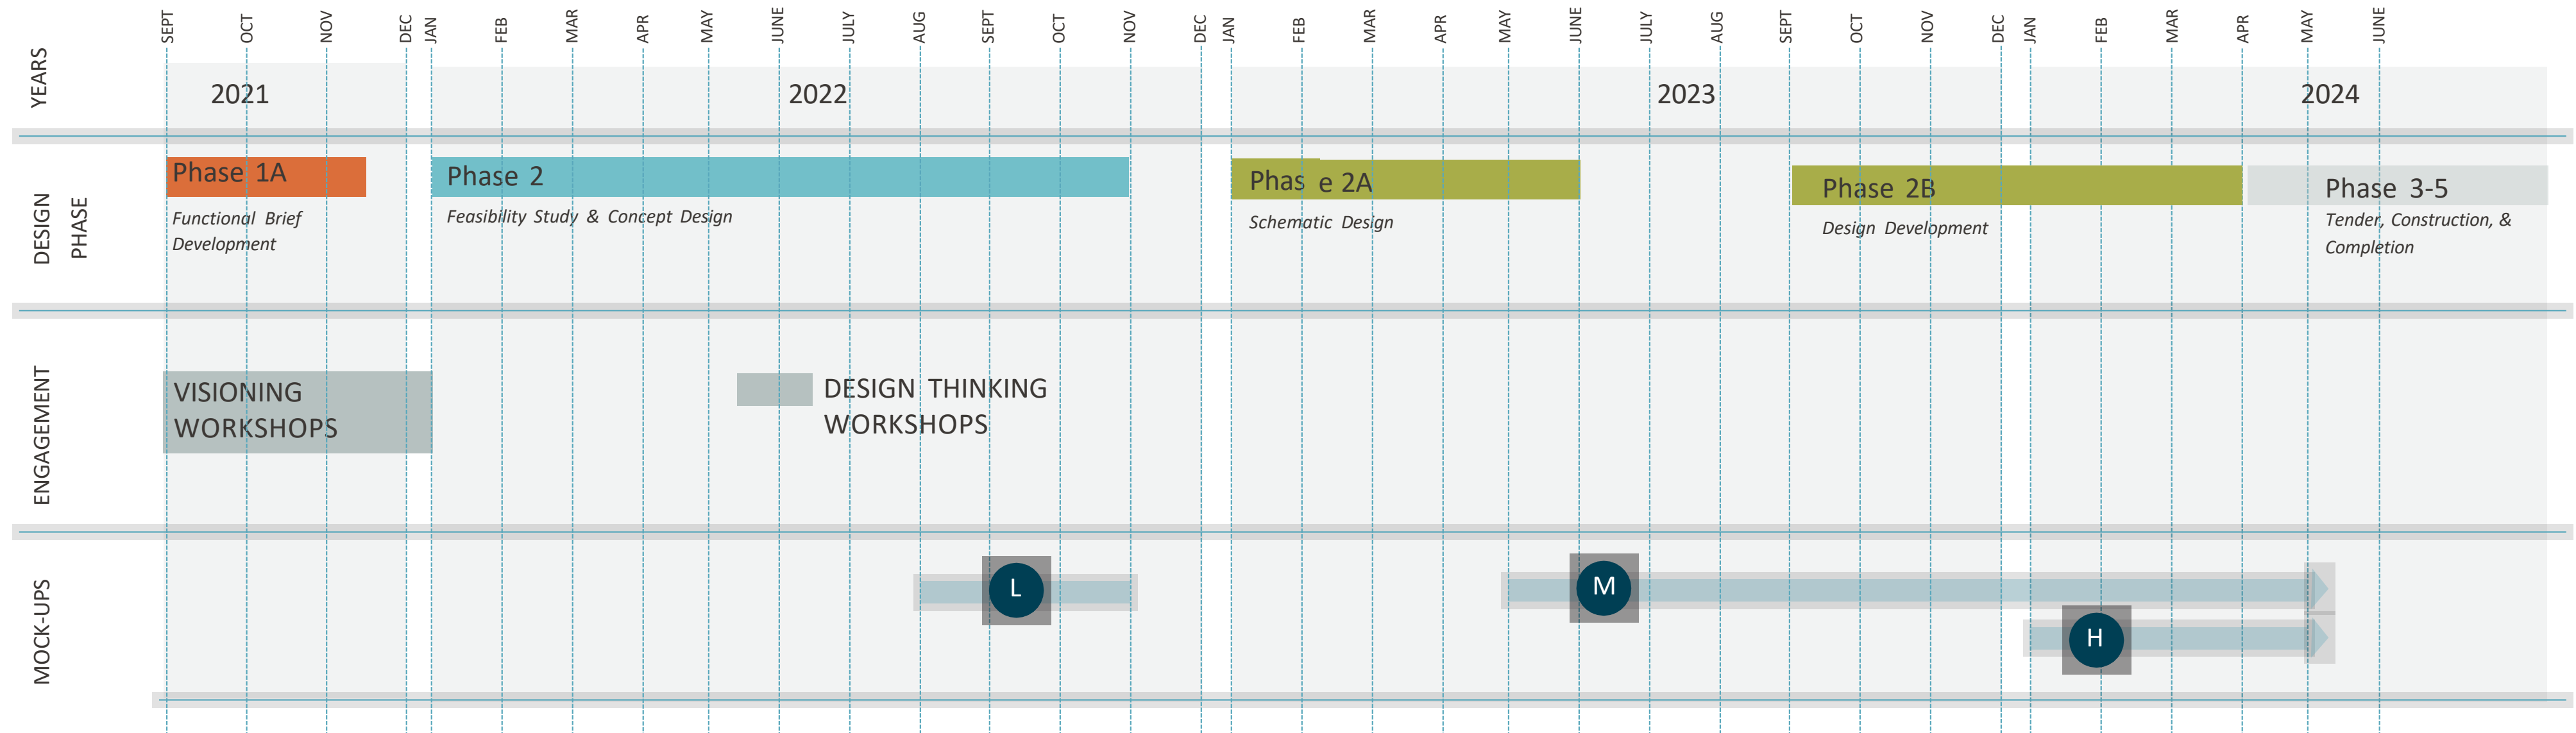 SEPT OCT NOV DEC JAN FEB MAR APR MAY JUNE JULY AUG SEPT OCT NOV DEC JAN FEB MAR APR MAY JUNE JULY AUG SEPT OCT NOV DEC JAN FEB MAR APR MAY JUNE
YEARS
2021 2022 2023 2024
DESIGN
PHASE
Phase 1A
Functional Brief
Development
Phase 2
Feasibility Study & Concept Design
Phas e 2A
Schematic Design
Phase 2B
Design Development
Phase 3-5
Tender, Construction, &
Completion
ENGAGEMENT
VISIONING
WORKSHOPS
DESIGN THINKING
WORKSHOPS
MOCK-UPS
L
M
H